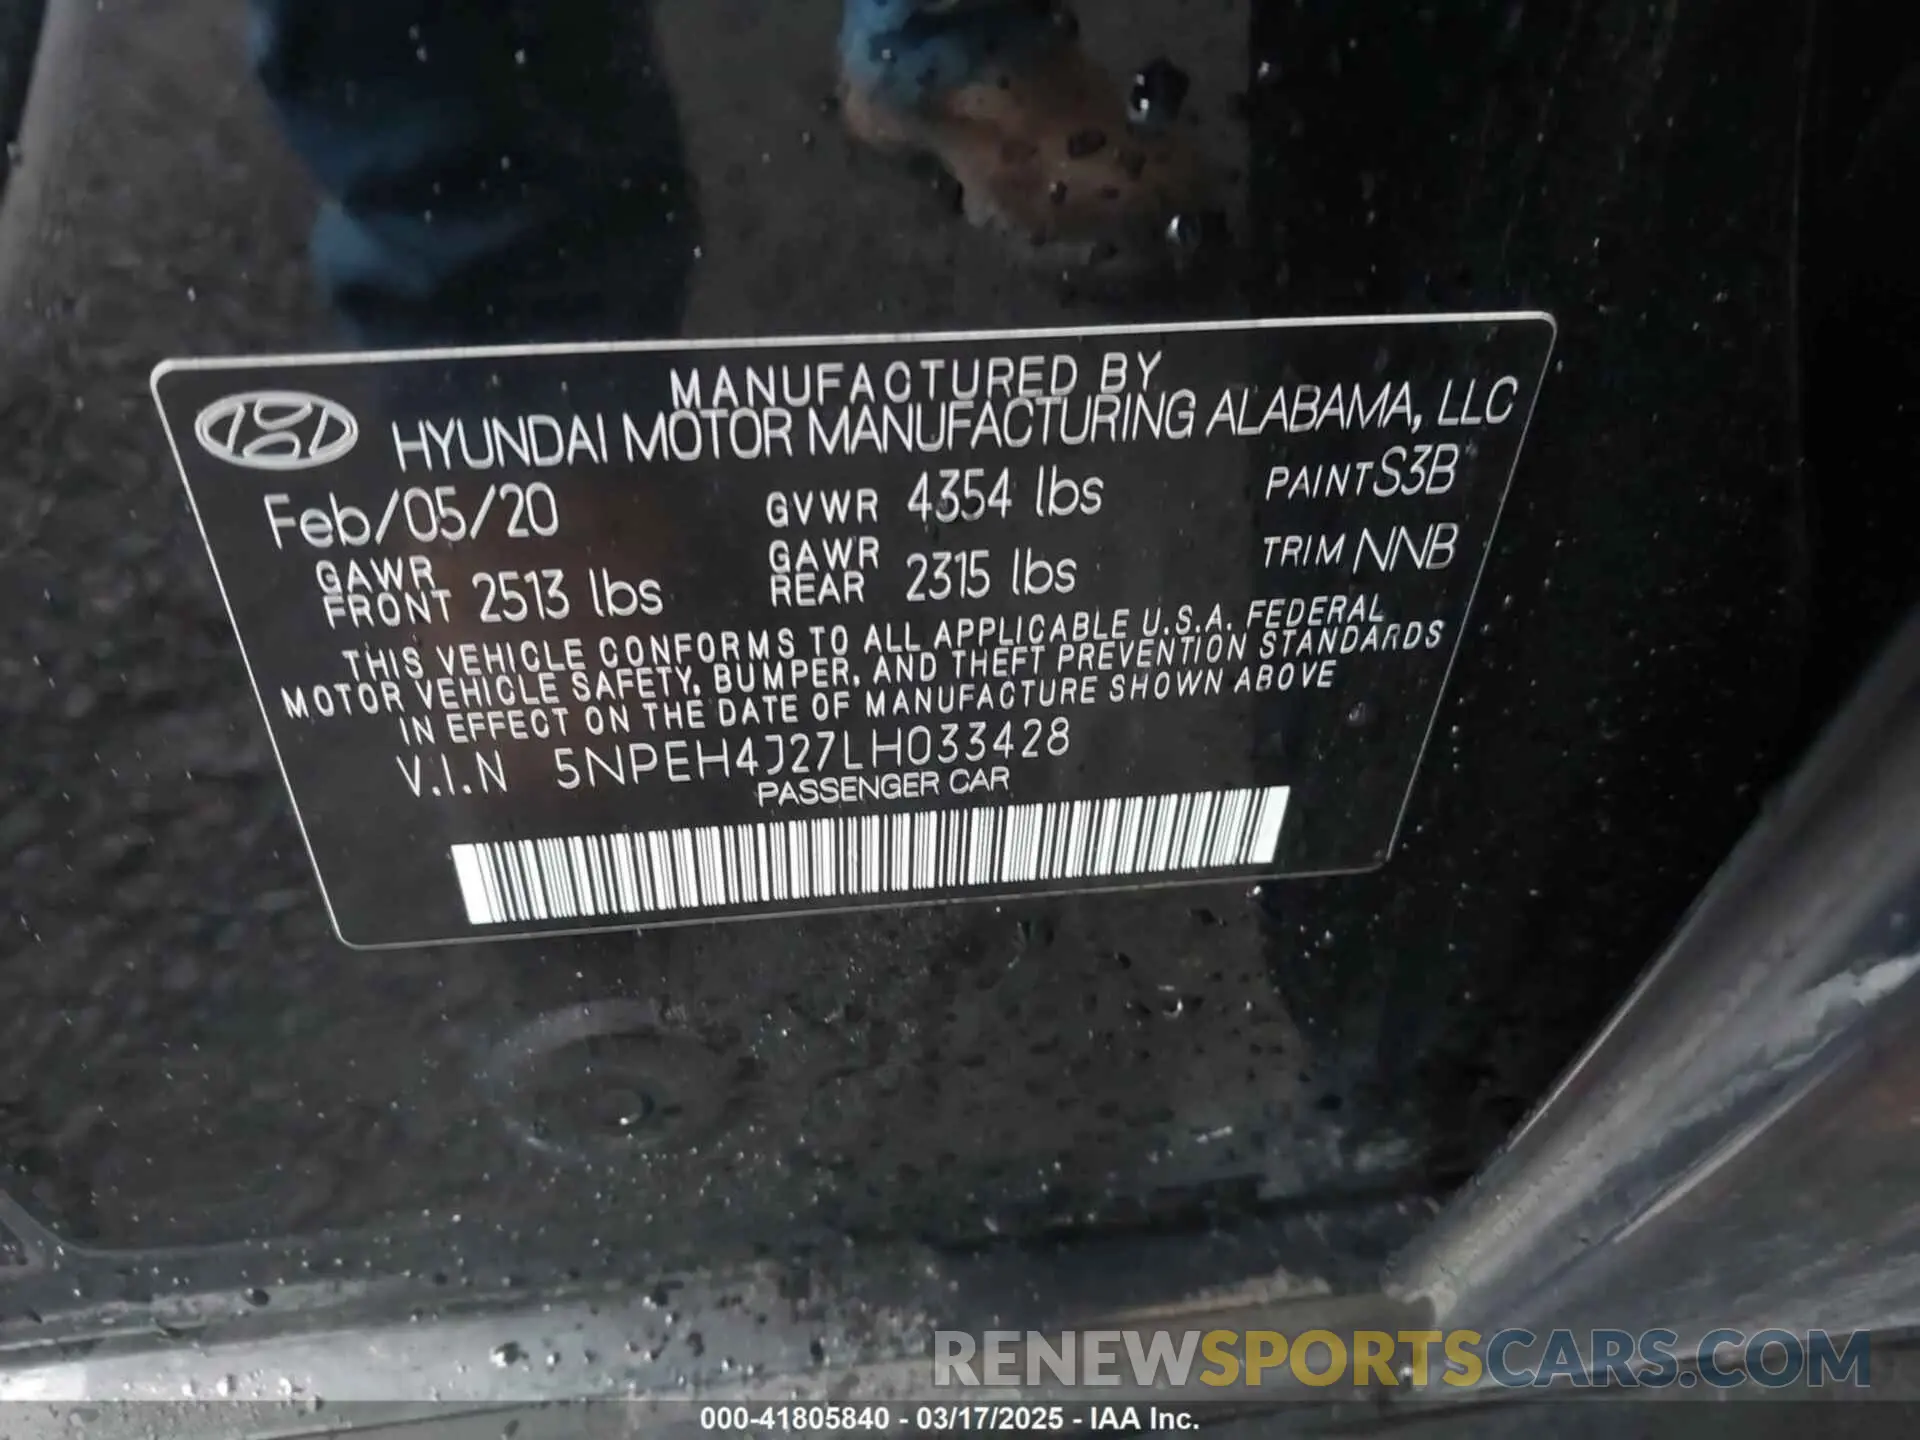 MANUFACTURED BY
HYUNDAI MOTOR MANUFACTURING ALABAMA, LLC
Feb/05/20 GVWR 4354 lbs PAINT S3B
GAWR FRONT 2513 lbs GAWR REAR 2315 lbs TRIM NNB
THIS VEHICLE CONFORMS TO ALL APPLICABLE U.S.A. FEDERAL
MOTOR VEHICLE SAFETY, BUMPER, AND THEFT PREVENTION STANDARDS
IN EFFECT ON THE DATE OF MANUFACTURE SHOWN ABOVE
V.I.N 5NPEH4J27LH033428
PASSENGER CAR
RENEWSPORTSCARS.COM
000-41805840 - 03/17/2025 - IAA Inc.